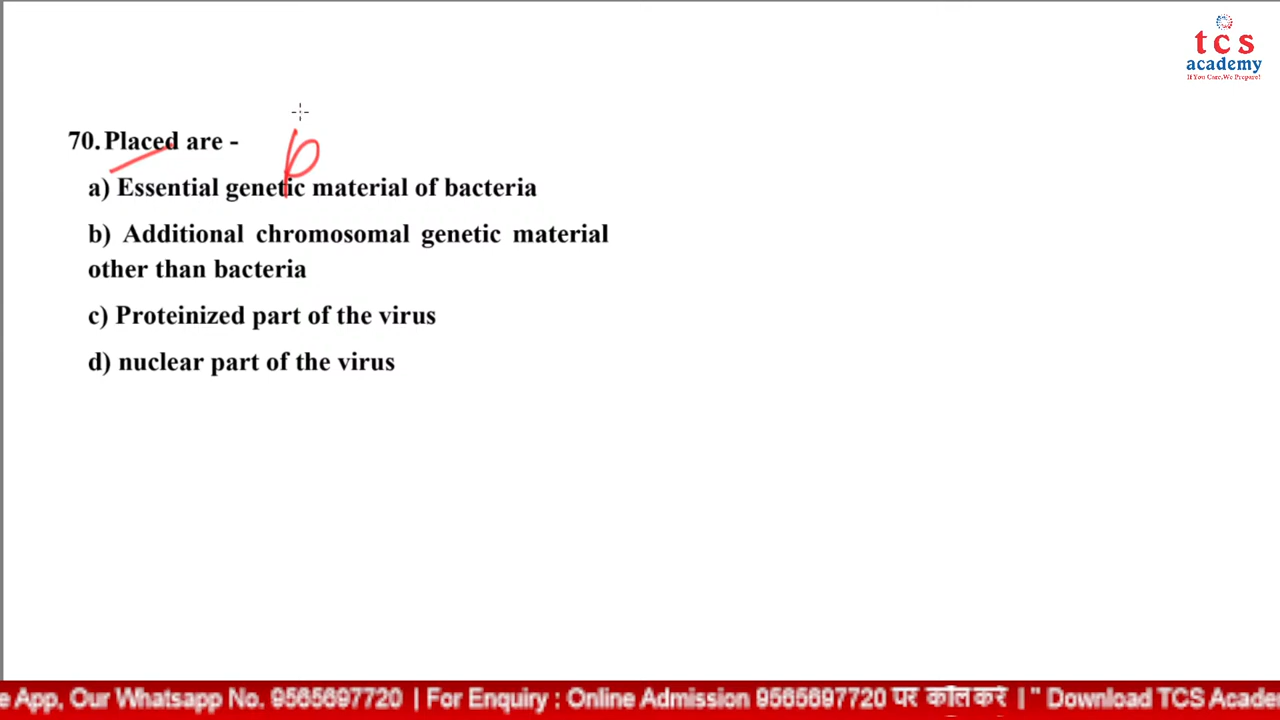 tcs
academy
If You Care, We Prepare!
70. Placed are -
a) Essential genetic material of bacteria
b) Additional chromosomal genetic material
other than bacteria
c) Proteinized part of the virus
d) nuclear part of the virus
e App, Our Whatsapp No. 9565697720 | For Enquiry : Online Admission 9565697720 पर कॉल करें | " Download TCS Acade